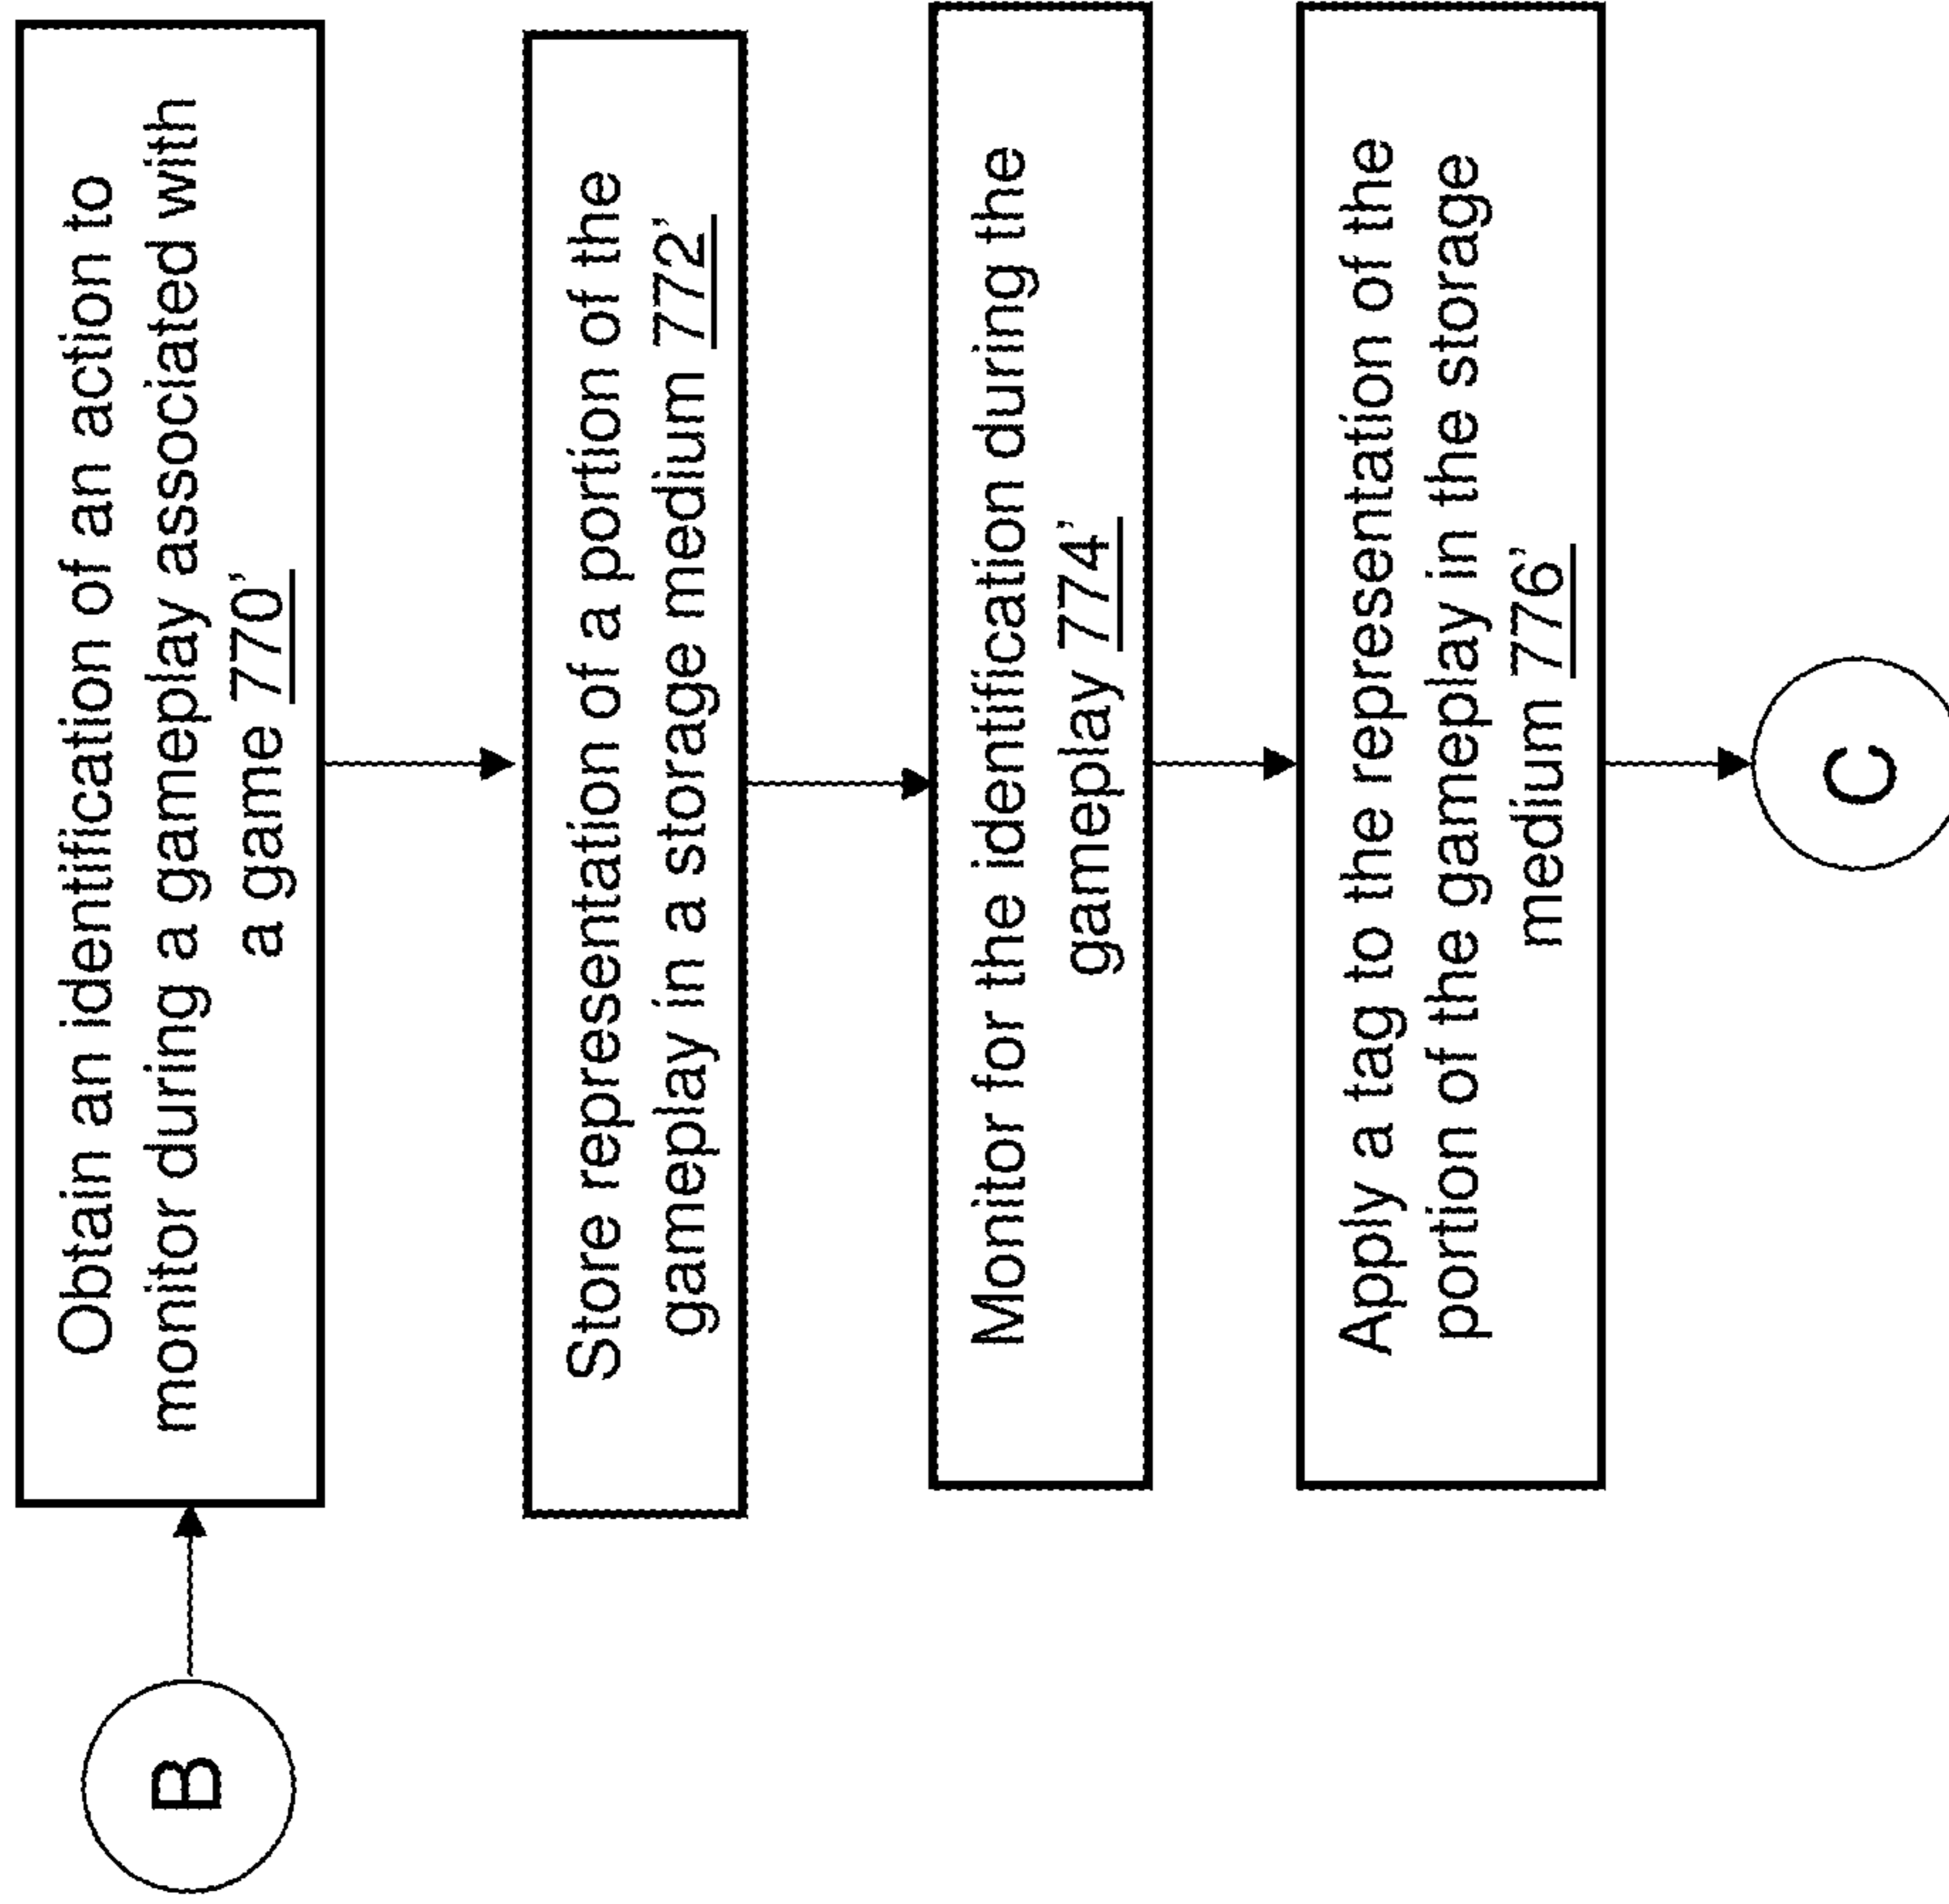 B
Obtain an identification of an action to
monitor during a gameplay associated with
a game 770’
Store representation of a portion of the
gameplay in a storage medium 772’
Monitor for the identification during the
gameplay 774’
Apply a tag to the representation of the
portion of the gameplay in the storage
medium 776’
C